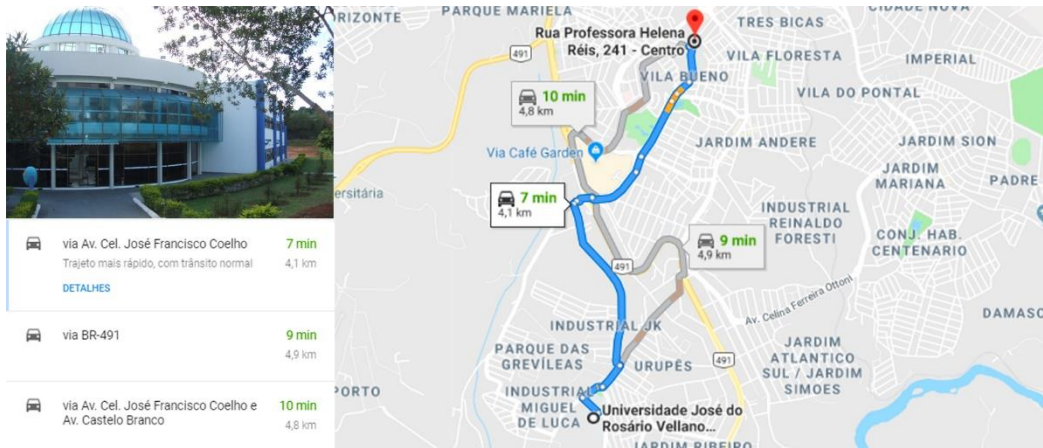 via Av. Cel. José Francisco Coelho
7 min
Trajeto mais rápido, com trânsito normal
4,1 km
DETALHES
via BR-491
9 min
4,9 km
via Av. Cel. José Francisco Coelho e
Av. Castelo Branco
10 min
4,8 km
PARQUE MARIELA
CIDADE NOVA
ORIZONTE
TRES BICAS
Rua Professora Helena
Réis, 241 - Centro
491
VILA FLORESTA
IMPERIAL
VILA BUENO
10 min
4,8 km
VILA DO PONTAL
JARDIM ANDERE
JARDIM SION
Via Café Garden
JARDIM
MARIANA
PADRE
ersitária
7 min
4,1 km
INDUSTRIAL
REINALDO
FORESTI
CONJ. HAB.
CENTENARIO
9 min
4,9 km
491
Av. Celina Ferreira Ottoni
DAMASC
INDUSTRIAL JK
PARQUE DAS
GREVÍLEAS
URUPÊS
491
JARDIM
ATLANTICO
SUL / JARDIM
SIMOES
PORTO
INDUSTRIAL
MIGUEL
DE LUCA
Universidade José do
Rosário Vellano...
JARDIM RIBEIRO